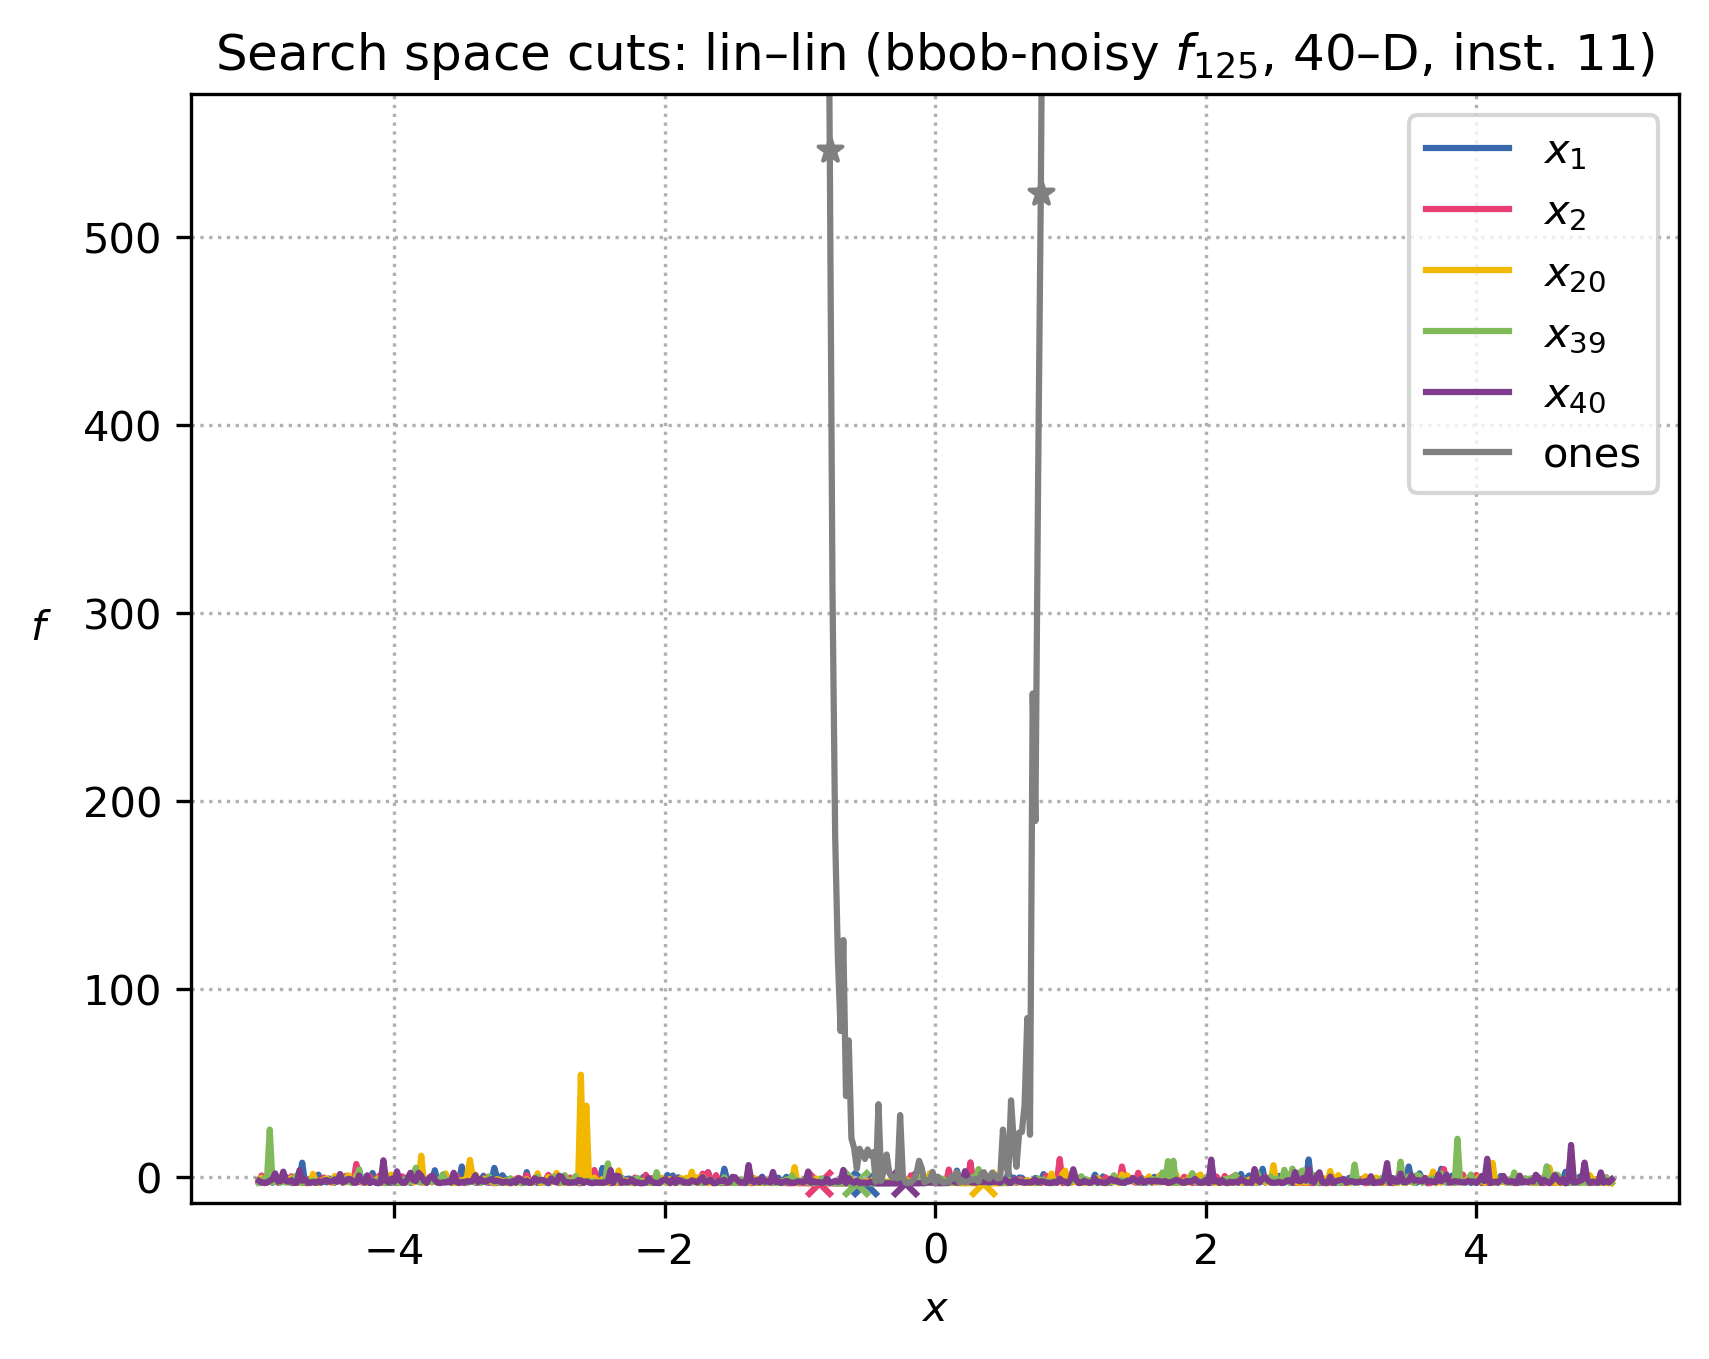 Search space cuts: lin–lin (bbob-noisy f₁₂₅, 40–D, inst. 11)
x₁
x₂
x₂₀
x₃₉
x₄₀
ones
500
400
300
200
100
0
f
−4
−2
0
2
4
x